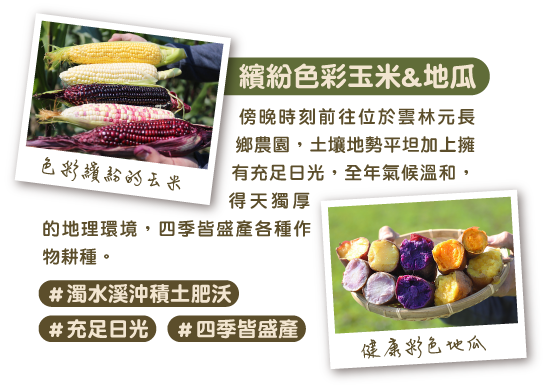 繽紛色彩玉米&地瓜
傍晚時刻前往位於雲林元長
鄉農園，土壤地勢平坦加上擁
有充足日光，全年氣候溫和，
得天獨厚
的地理環境，四季皆盛產各種作
物耕種。
色彩繽紛的玉米
#濁水溪沖積土肥沃
#充足日光 #四季皆盛產
健康彩色地瓜